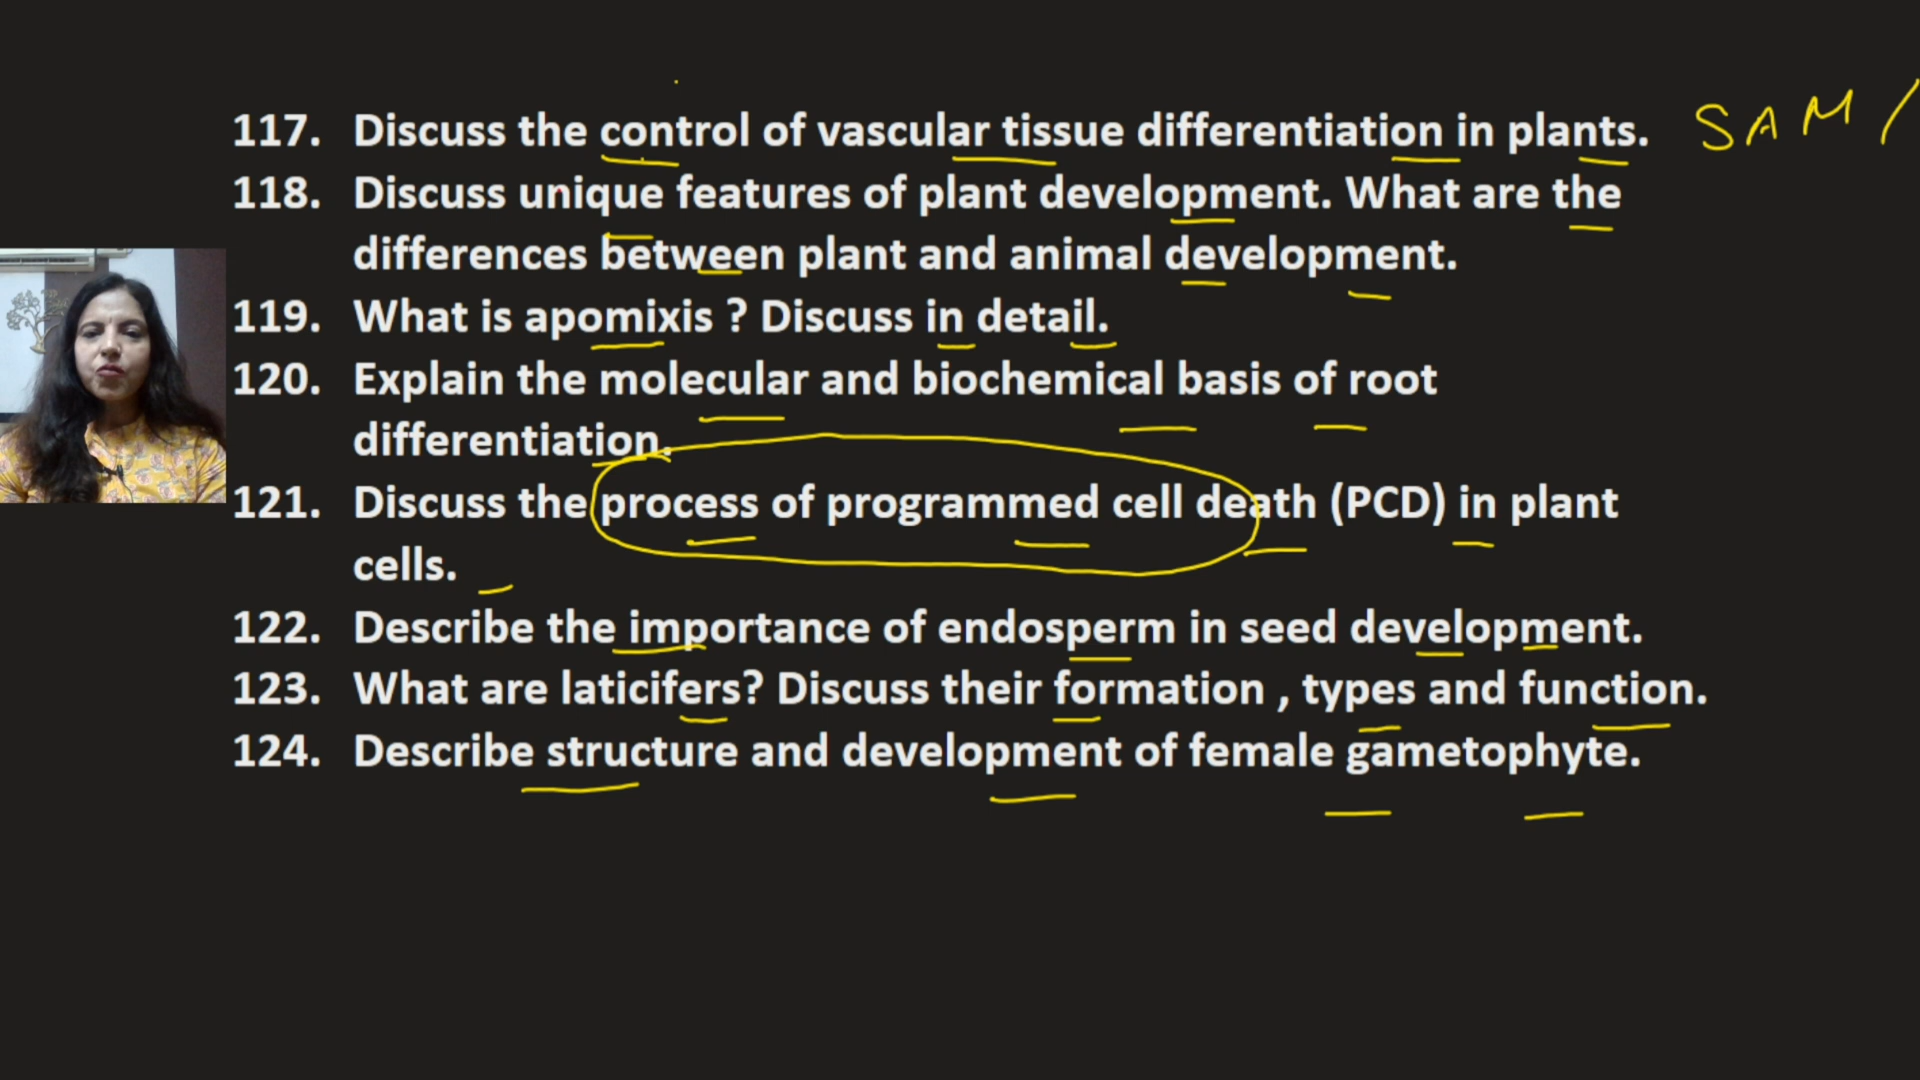 117. Discuss the control of vascular tissue differentiation in plants. SAM /
118. Discuss unique features of plant development. What are the
differences between plant and animal development.
119. What is apomixis ? Discuss in detail.
120. Explain the molecular and biochemical basis of root
differentiation.
121. Discuss the process of programmed cell death (PCD) in plant
cells.
122. Describe the importance of endosperm in seed development.
123. What are laticifers? Discuss their formation , types and function.
124. Describe structure and development of female gametophyte.